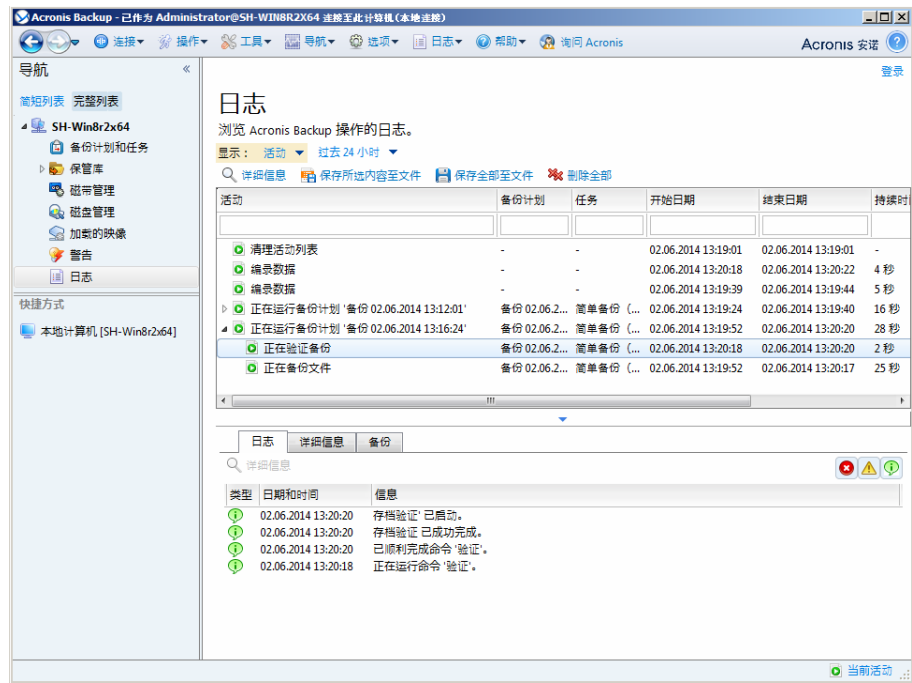 Acronis Backup - 已作为 Administrator@SH-WIN8R2X64 连接至此计算机(本地连接)
连接 操作 工具 导航 选项 日志 帮助 询问 Acronis Acronis 安诺
导航
简短列表 完整列表
SH-Win8r2x64
备份计划和任务
保管库
磁带管理
磁盘管理
加载的映像
警告
日志
快捷方式
本地计算机 [SH-Win8r2x64]
登录
日志
浏览 Acronis Backup 操作的日志。
显示： 活动 过去 24 小时
详细信息 保存所选内容至文件 保存全部至文件 删除全部
活动 备份计划 任务 开始日期 结束日期 持续时
清理活动列表 - - 02.06.2014 13:19:01 02.06.2014 13:19:01 -
编录数据 - - 02.06.2014 13:20:18 02.06.2014 13:20:22 4 秒
编录数据 - - 02.06.2014 13:19:39 02.06.2014 13:19:44 5 秒
正在运行备份计划 '备份 02.06.2014 13:12:01' 备份 02.06.2... 简单备份（... 02.06.2014 13:19:24 02.06.2014 13:19:40 16 秒
正在运行备份计划 '备份 02.06.2014 13:16:24' 备份 02.06.2... 简单备份（... 02.06.2014 13:19:52 02.06.2014 13:20:20 28 秒
正在验证备份 备份 02.06.2... 简单备份（... 02.06.2014 13:20:18 02.06.2014 13:20:20 2 秒
正在备份文件 备份 02.06.2... 简单备份（... 02.06.2014 13:19:52 02.06.2014 13:20:17 25 秒
日志 详细信息 备份
详细信息
类型 日期和时间 信息
02.06.2014 13:20:20 存档验证' 已启动。
02.06.2014 13:20:20 存档验证 已成功完成。
02.06.2014 13:20:20 已顺利完成命令 '验证'。
02.06.2014 13:20:18 正在运行命令 '验证'。
当前活动